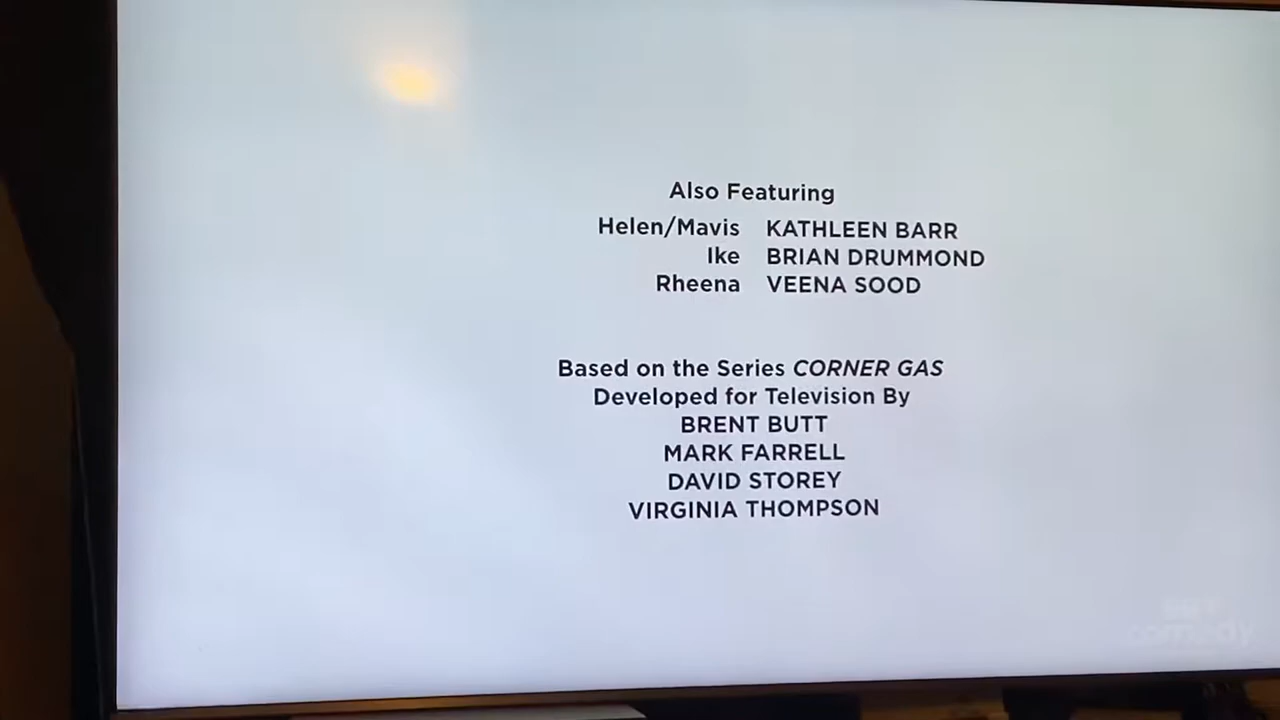 Also Featuring
Helen/Mavis KATHLEEN BARR
Ike BRIAN DRUMMOND
Rheena VEENA SOOD
Based on the Series CORNER GAS
Developed for Television By
BRENT BUTT
MARK FARRELL
DAVID STOREY
VIRGINIA THOMPSON
comedy